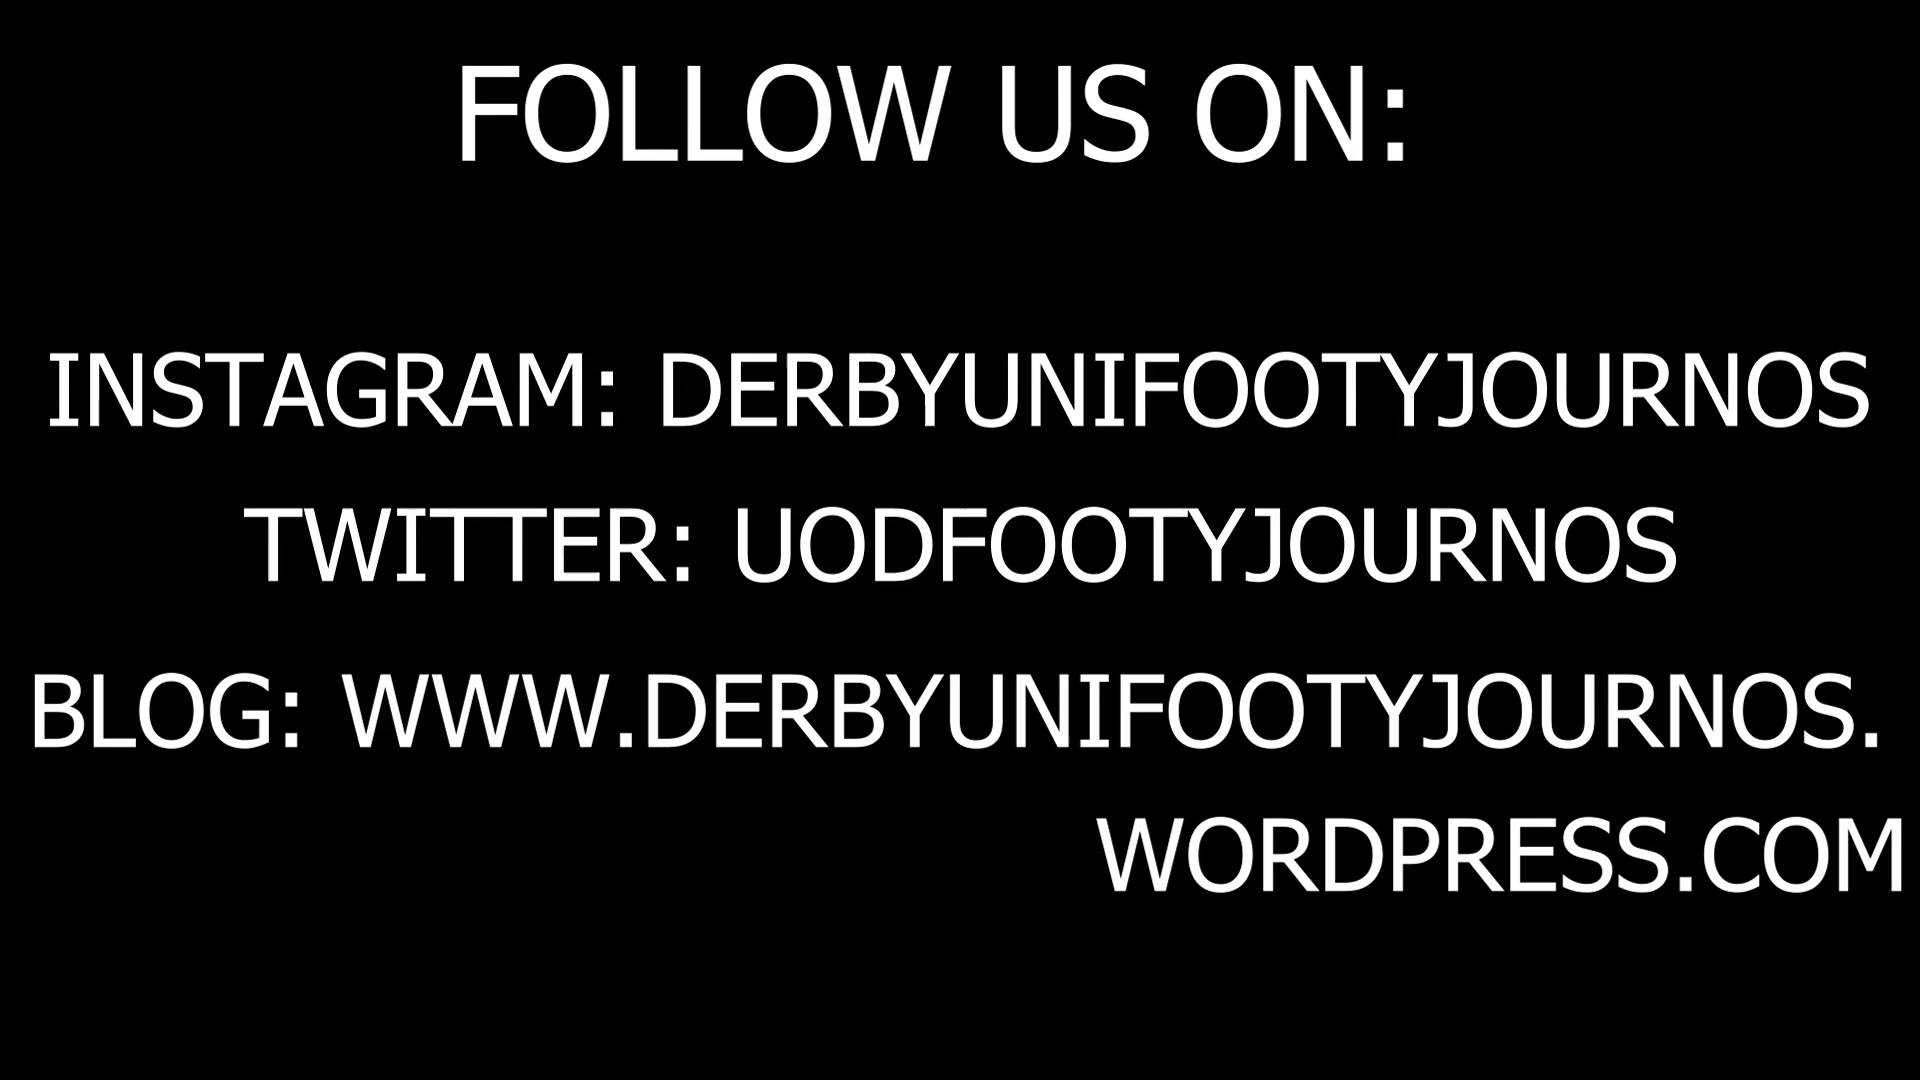 FOLLOW US ON:
INSTAGRAM: DERBYUNIFOOTYJOURNOS
TWITTER: UODFOOTYJOURNOS
BLOG: WWW.DERBYUNIFOOTYJOURNOS.
WORDPRESS.COM